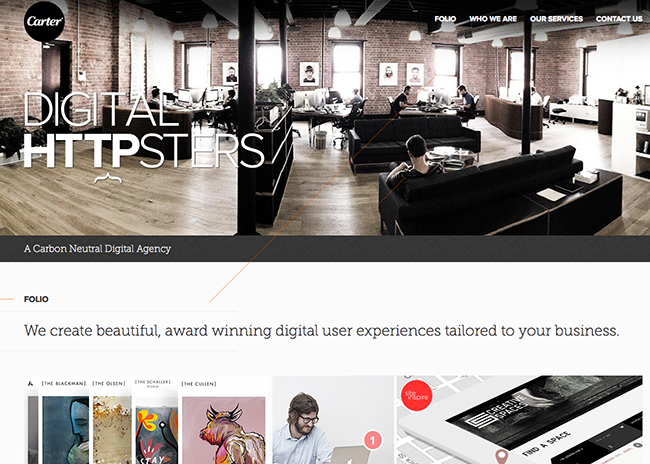 Carter
FOLIO WHO WE ARE OUR SERVICES CONTACT US
DIGITAL
HTTPSTERS
A Carbon Neutral Digital Agency
FOLIO
We create beautiful, award winning digital user experiences tailored to your business.
[THE BLACKMAN] [THE OLSEN] [THE SCHALLER] [THE CULLEN]
STUDIO
STAY
1
site
inspire
CREATIVE
SPACES
FIND A SPACE